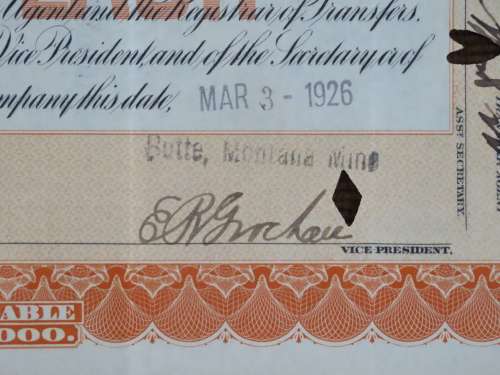 Agent and the Registrar of Transfers.
Vice President, and of the Secretary or of
ompany this date,
MAR 3 - 1926
Butte, Montana Mine
VICE PRESIDENT.
ASST SECRETARY.
ABLE
000.